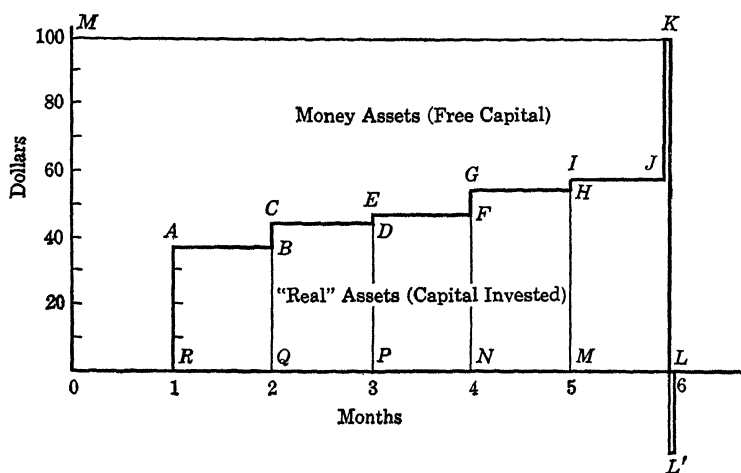 M
K
100
80
60
40
20
0
Dollars
Money Assets (Free Capital)
A
B
C
D
E
F
G
H
I
J
"Real" Assets (Capital Invested)
R
Q
P
N
M
L
1
2
3
4
5
6
Months
L'